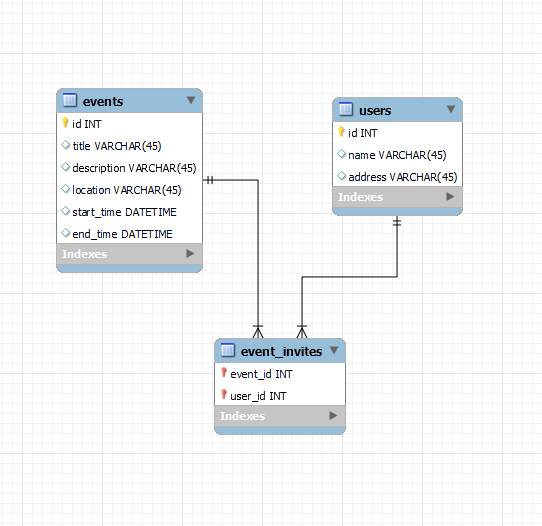 events
id INT
title VARCHAR(45)
description VARCHAR(45)
location VARCHAR(45)
start_time DATETIME
end_time DATETIME
Indexes
users
id INT
name VARCHAR(45)
address VARCHAR(45)
Indexes
event_invites
event_id INT
user_id INT
Indexes